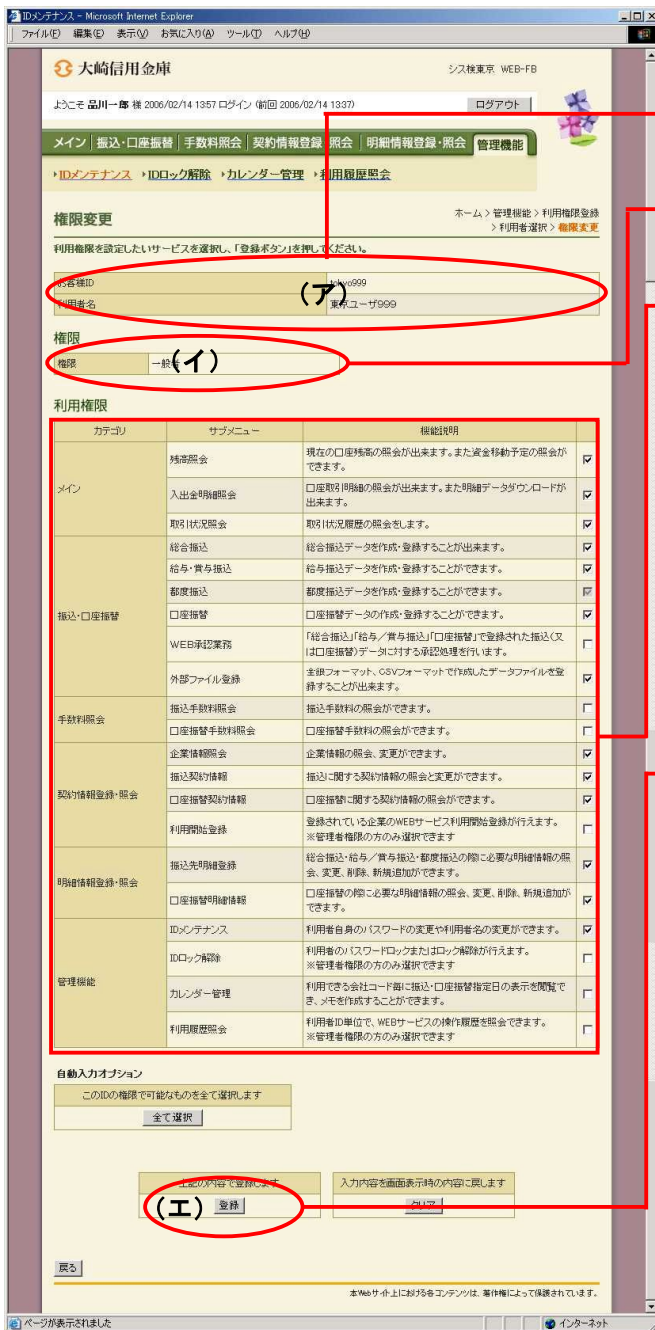 IDメンテナンス - Microsoft Internet Explorer
ファイル(F) 編集(E) 表示(V) お気に入り(A) ツール(T) ヘルプ(H)
大崎信用金庫
シス検東京 WEB-FB
ようこそ 品川一郎 様 2006/02/14 13:57 ログイン (前回 2006/02/14 13:37)
ログアウト
メイン 振込・口座振替 手数料照会 契約情報登録・照会 明細情報登録・照会 管理機能
IDメンテナンス IDロック解除 カレンダー管理 利用履歴照会
権限変更
ホーム > 管理機能 > 利用権限登録
> 利用者選択 > 権限変更
利用権限を設定したいサービスを選択し、「登録ボタン」を押してください。
お客様ID tokyo999
(ア)
利用者名 東京ユーザ999
権限
権限 一般者
(イ)
利用権限
カテゴリ サブメニュー 機能説明
メイン
残高照会 現在の口座残高の照会が出来ます。また資金移動予定の照会が
できます。
入出金明細照会 口座取引明細の照会が出来ます。また明細データダウンロードが
出来ます。
取引状況照会 取引状況履歴の照会をします。
振込・口座振替
総合振込 総合振込データを作成・登録することが出来ます。
給与・賞与振込 給与振込データを作成・登録することができます。
都度振込 都度振込データを作成・登録することができます。
口座振替 口座振替データの作成・登録することができます。
WEB承認業務 「総合振込」「給与/賞与振込」「口座振替」で登録された振込(又
は口座振替)データに対する承認処理を行います。
外部ファイル登録 全銀フォーマット、CSVフォーマットで作成したデータファイルを登
録することが出来ます。
手数料照会
振込手数料照会 振込手数料の照会ができます。
口座振替手数料照会 口座振替手数料の照会ができます。
契約情報登録・照会
企業情報照会 企業情報の照会、変更ができます。
振込契約情報 振込に関する契約情報の照会と変更ができます。
口座振替契約情報 口座振替に関する契約情報の照会ができます。
利用開始登録 登録されている企業のWEBサービス利用開始登録が行えます。
※管理者権限の方のみ選択できます
明細情報登録・照会
振込先明細登録 総合振込・給与/賞与振込・都度振込の際に必要な明細情報の照
会、変更、削除、新規追加ができます。
口座振替明細情報 口座振替の際に必要な明細情報の照会、変更、削除、新規追加が
できます。
管理機能
IDメンテナンス 利用者自身のパスワードの変更や利用者名の変更ができます。
IDロック解除 利用者のパスワードロックまたはロック解除が行えます。
※管理者権限の方のみ選択できます
カレンダー管理 利用できる会社コード毎に振込・口座振替指定日の表示を閲覧で
き、メモを作成することができます。
利用履歴照会 利用者ID単位で、WEBサービスの操作履歴を照会できます。
※管理者権限の方のみ選択できます
自動入力オプション
このIDの権限で可能なものを全て選択します
全て選択
上記の内容で登録します 入力内容を画面表示時の内容に戻します
(エ) 登録 クリア
戻る
本Webサイト上における各コンテンツは、著作権によって保護されています。
ページが表示されました インターネット